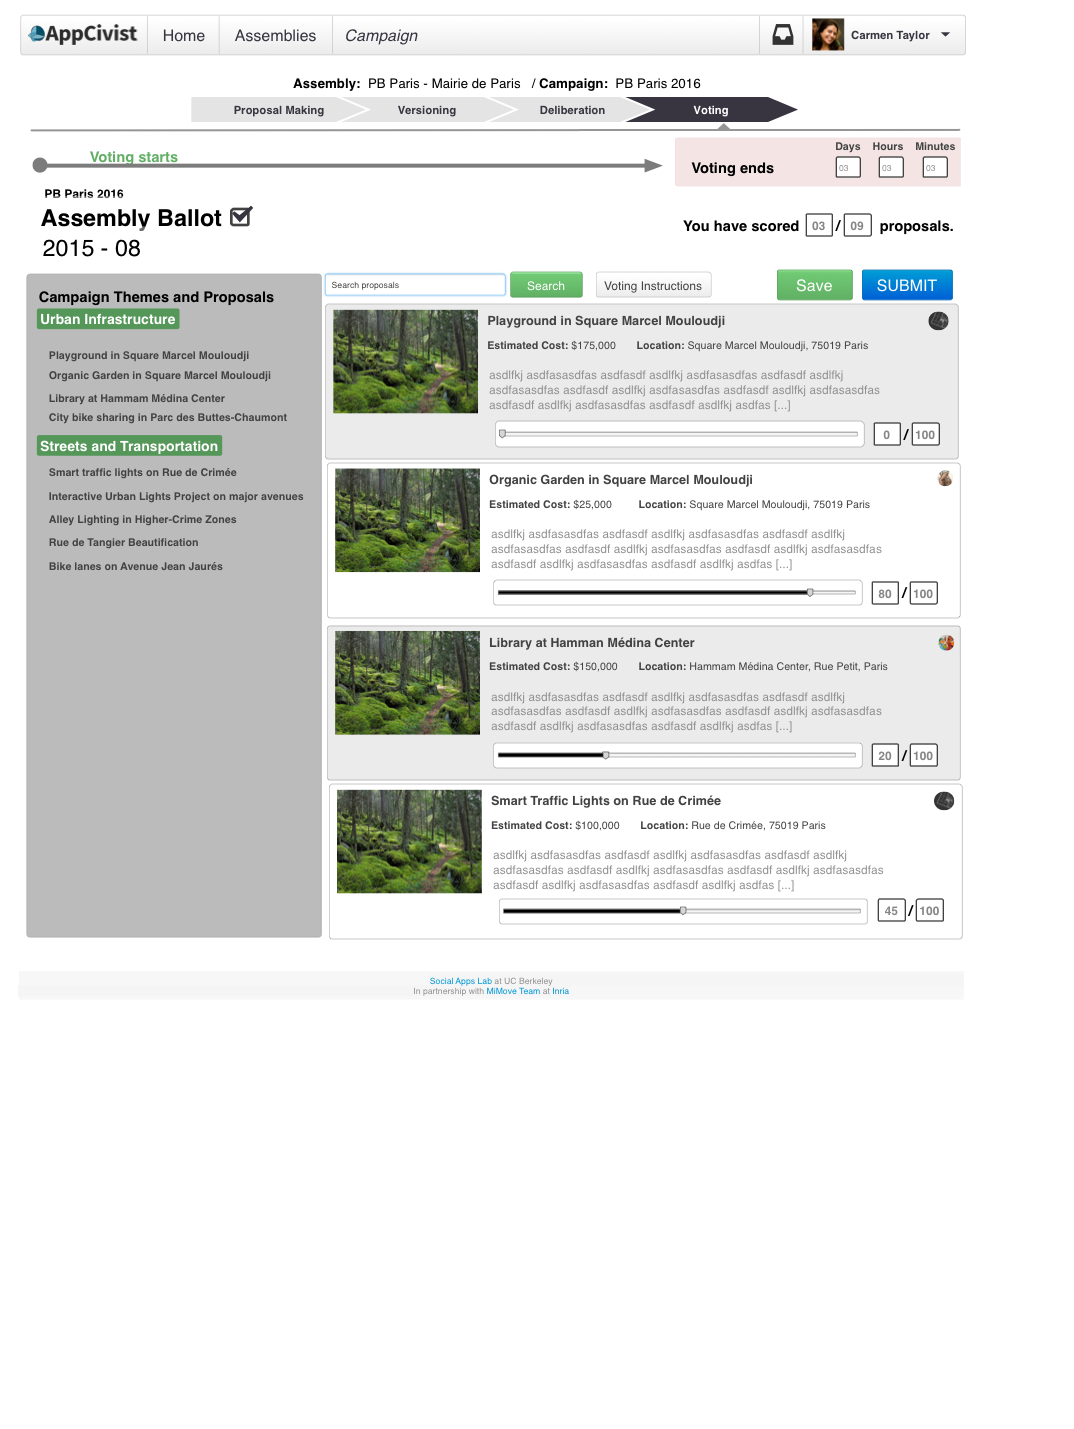 AppCivist
Home
Assemblies
Campaign
Carmen Taylor
Assembly: PB Paris - Mairie de Paris / Campaign: PB Paris 2016
Proposal Making
Versioning
Deliberation
Voting
Voting starts
Voting ends
Days Hours Minutes
03 03 03
PB Paris 2016
Assembly Ballot
2015 - 08
You have scored 03 / 09 proposals.
Campaign Themes and Proposals
Urban Infrastructure
Playground in Square Marcel Mouloudji
Organic Garden in Square Marcel Mouloudji
Library at Hammam Médina Center
City bike sharing in Parc des Buttes-Chaumont
Streets and Transportation
Smart traffic lights on Rue de Crimée
Interactive Urban Lights Project on major avenues
Alley Lighting in Higher-Crime Zones
Rue de Tangier Beautification
Bike lanes on Avenue Jean Jaurés
Search proposals
Search
Voting Instructions
Save
SUBMIT
Playground in Square Marcel Mouloudji
Estimated Cost: $175,000 Location: Square Marcel Mouloudji, 75019 Paris
asdlfkj asdfasasdfas asdfasdf asdlfkj asdfasasdfas asdfasdf asdlfkj
asdfasasdfas asdfasdf asdlfkj asdfasasdfas asdfasdf asdlfkj asdfasasdfas
asdfasdf asdlfkj asdfasasdfas asdfasdf asdlfkj asdfas [...]
0 / 100
Organic Garden in Square Marcel Mouloudji
Estimated Cost: $25,000 Location: Square Marcel Mouloudji, 75019 Paris
asdlfkj asdfasasdfas asdfasdf asdlfkj asdfasasdfas asdfasdf asdlfkj
asdfasasdfas asdfasdf asdlfkj asdfasasdfas asdfasdf asdlfkj asdfasasdfas
asdfasdf asdlfkj asdfasasdfas asdfasdf asdlfkj asdfas [...]
80 / 100
Library at Hamman Médina Center
Estimated Cost: $150,000 Location: Hammam Médina Center, Rue Petit, Paris
asdlfkj asdfasasdfas asdfasdf asdlfkj asdfasasdfas asdfasdf asdlfkj
asdfasasdfas asdfasdf asdlfkj asdfasasdfas asdfasdf asdlfkj asdfasasdfas
asdfasdf asdlfkj asdfasasdfas asdfasdf asdlfkj asdfas [...]
20 / 100
Smart Traffic Lights on Rue de Crimée
Estimated Cost: $100,000 Location: Rue de Crimée, 75019 Paris
asdlfkj asdfasasdfas asdfasdf asdlfkj asdfasasdfas asdfasdf asdlfkj
asdfasasdfas asdfasdf asdlfkj asdfasasdfas asdfasdf asdlfkj asdfasasdfas
asdfasdf asdlfkj asdfasasdfas asdfasdf asdlfkj asdfas [...]
45 / 100
Social Apps Lab at UC Berkeley
In partnership with MiMove Team at Inria